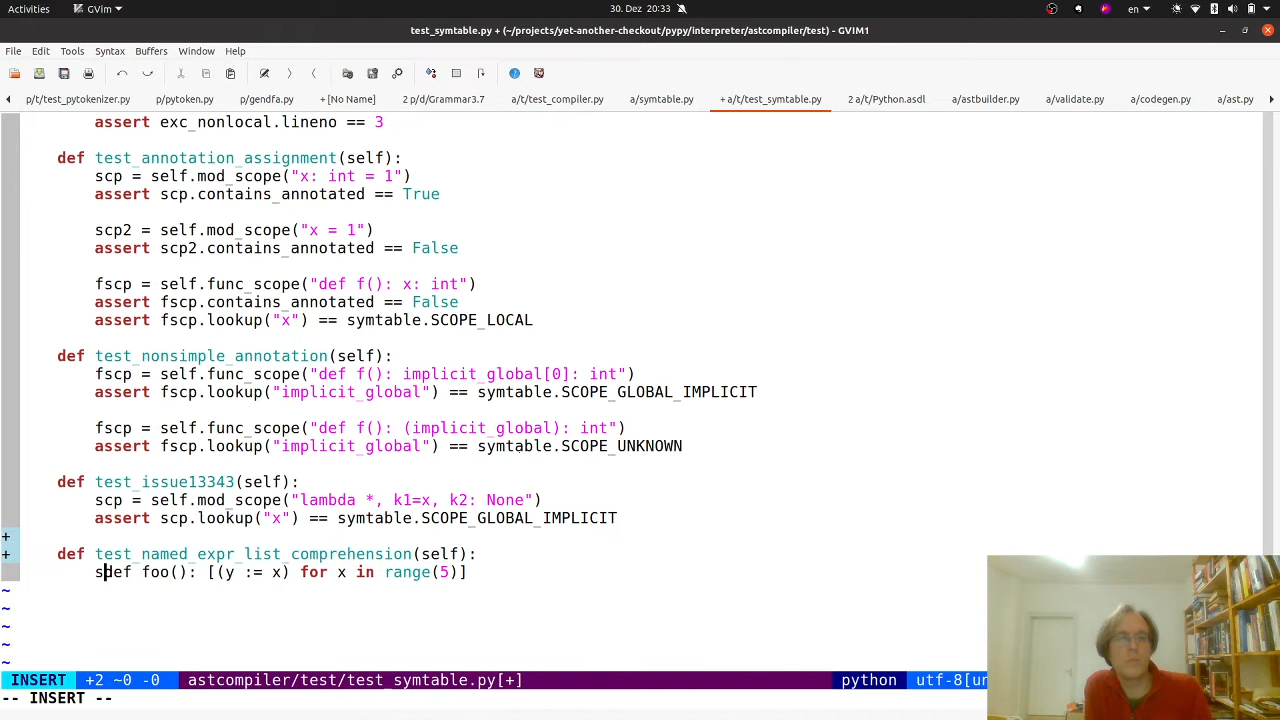 Activities GVim 30. Dez 20:33 en
test_symtable.py + (~/projects/yet-another-checkout/pypy/interpreter/astcompiler/test) - GVIM1
File Edit Tools Syntax Buffers Window Help
p/t/test_pytokenizer.py p/pytoken.py p/gendfa.py + [No Name] 2 p/d/Grammar3.7 a/t/test_compiler.py a/symtable.py + a/t/test_symtable.py 2 a/t/Python.asdl a/astbuilder.py a/validate.py a/codegen.py a/ast.py
assert exc_nonlocal.lineno == 3
def test_annotation_assignment(self):
scp = self.mod_scope("x: int = 1")
assert scp.contains_annotated == True
scp2 = self.mod_scope("x = 1")
assert scp2.contains_annotated == False
fscp = self.func_scope("def f(): x: int")
assert fscp.contains_annotated == False
assert fscp.lookup("x") == symtable.SCOPE_LOCAL
def test_nonsimple_annotation(self):
fscp = self.func_scope("def f(): implicit_global[0]: int")
assert fscp.lookup("implicit_global") == symtable.SCOPE_GLOBAL_IMPLICIT
fscp = self.func_scope("def f(): (implicit_global): int")
assert fscp.lookup("implicit_global") == symtable.SCOPE_UNKNOWN
def test_issue13343(self):
scp = self.mod_scope("lambda *, k1=x, k2: None")
assert scp.lookup("x") == symtable.SCOPE_GLOBAL_IMPLICIT
+
+ def test_named_expr_list_comprehension(self):
sdef foo(): [(y := x) for x in range(5)]
~
~
~
~
~
INSERT +2 ~0 -0 astcompiler/test/test_symtable.py[+] python utf-8[un
-- INSERT --